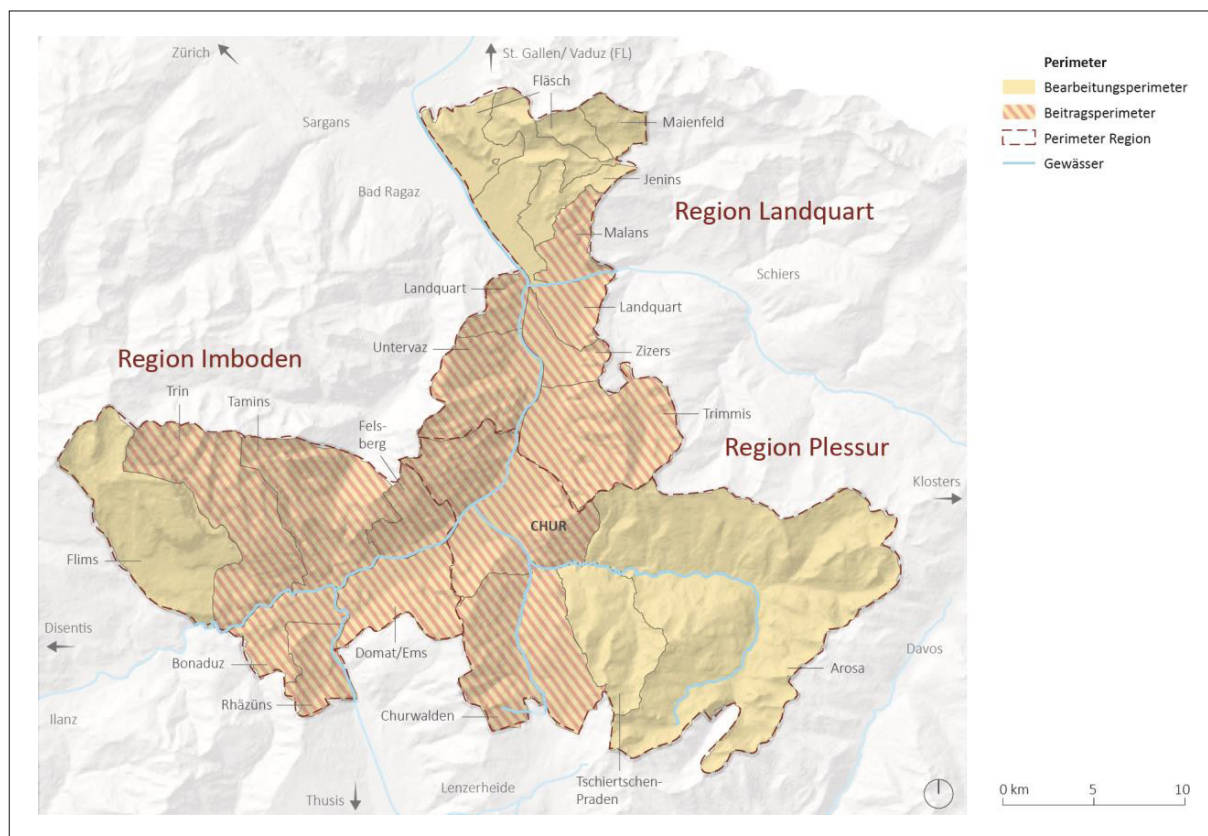 Zürich
St. Gallen/ Vaduz (FL)
Fläsch
Sargans
Maienfeld
Bad Ragaz
Jenins
Region Landquart
Malans
Schiers
Landquart
Landquart
Untervaz
Zizers
Region Imboden
Trin
Tamins
Fels-
berg
Trimmis
Region Plessur
Klosters
CHUR
Flims
Disentis
Bonaduz
Domat/Ems
Davos
Arosa
Rhäzüns
Churwalden
Ilanz
Tschiertschen-
Praden
Lenzerheide
Thusis
Perimeter
Bearbeitungsperimeter
Beitragsperimeter
Perimeter Region
Gewässer
0 km 5 10